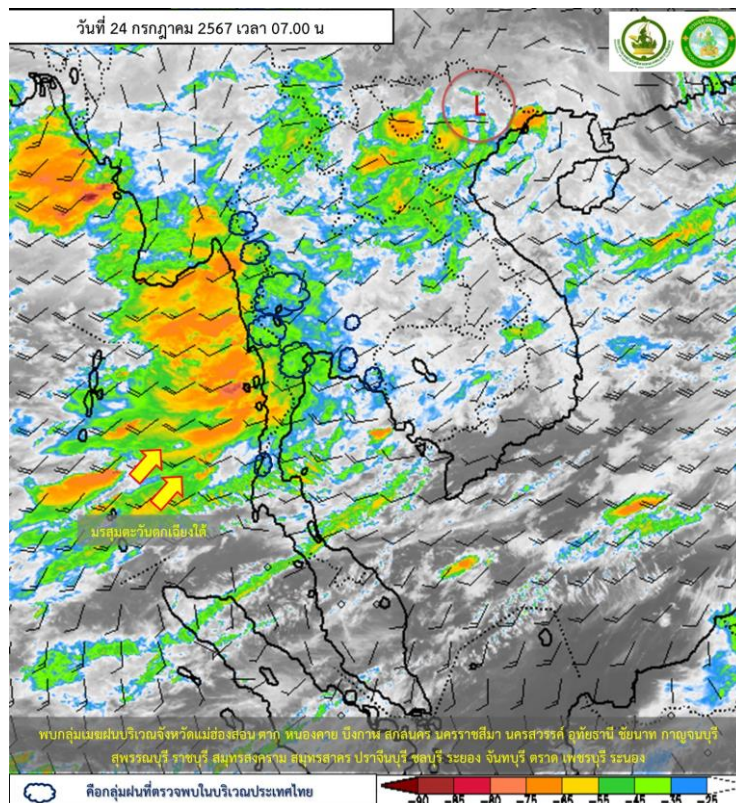 วันที่ 24 กรกฎาคม 2567 เวลา 07.00 น
L
มรสุมตะวันตกเฉียงใต้
พบกลุ่มเมฆฝนบริเวณจังหวัดแม่ฮ่องสอน ตาก หนองคาย บึงกาฬ สกลนคร นครราชสีมา นครสวรรค์ อุทัยธานี ชัยนาท กาญจนบุรี
สุพรรณบุรี ราชบุรี สมุทรสงคราม สมุทรสาคร ปราจีนบุรี ชลบุรี ระยอง จันทบุรี ตราด เพชรบุรี ระนอง
คือกลุ่มฝนที่ตรวจพบในบริเวณประเทศไทย
-90 -85 -80 -75 -65 -55 -45 -35 -25